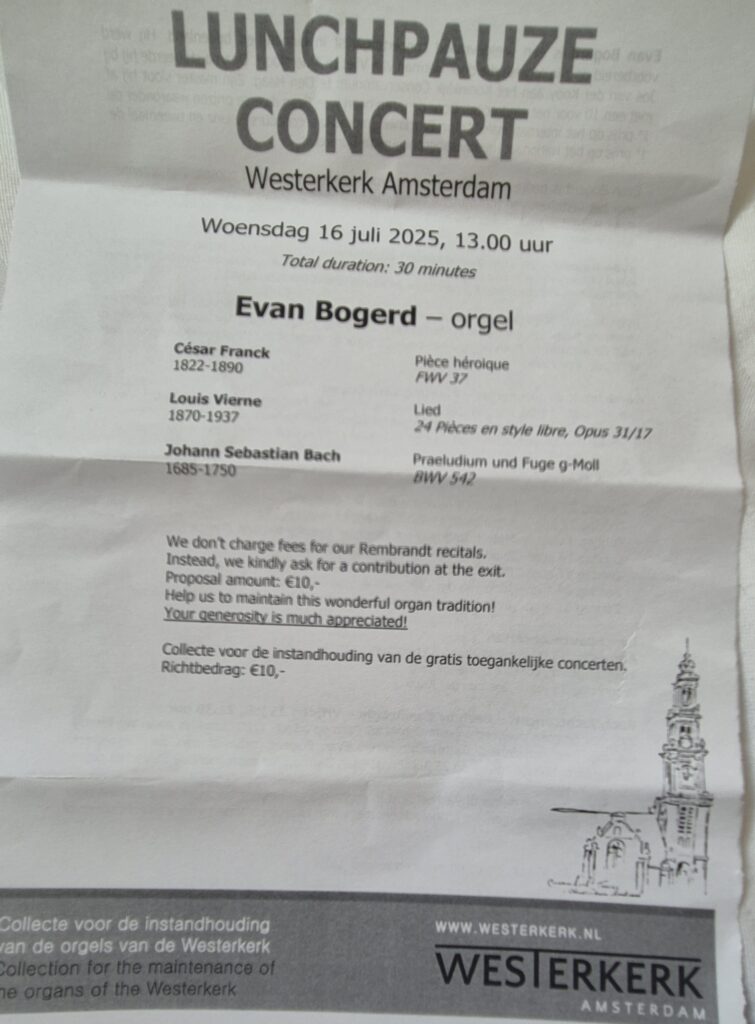 LUNCHPAUZE
CONCERT
Westerkerk Amsterdam
Woensdag 16 juli 2025, 13.00 uur
Total duration: 30 minutes
Evan Bogerd – orgel
César Franck
1822-1890
Pièce héroique
FWV 37
Louis Vierne
1870-1937
Lied
24 Pièces en style libre, Opus 31/17
Johann Sebastian Bach
1685-1750
Praeludium und Fuge g-Moll
BWV 542
We don't charge fees for our Rembrandt recitals.
Instead, we kindly ask for a contribution at the exit.
Proposal amount: €10,-
Help us to maintain this wonderful organ tradition!
Your generosity is much appreciated!
Collecte voor de instandhouding van de gratis toegankelijke concerten.
Richtbedrag: €10,-
Collecte voor de instandhouding
van de orgels van de Westerkerk
Collection for the maintenance of
he organs of the Westerkerk
WWW.WESTERKERK.NL
WESTERKERK
AMSTERDAM